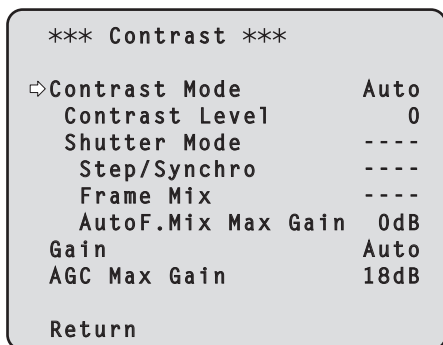 *** Contrast ***
⇨Contrast Mode Auto
Contrast Level 0
Shutter Mode ----
Step/Synchro ----
Frame Mix ----
AutoF.Mix Max Gain 0dB
Gain Auto
AGC Max Gain 18dB
Return